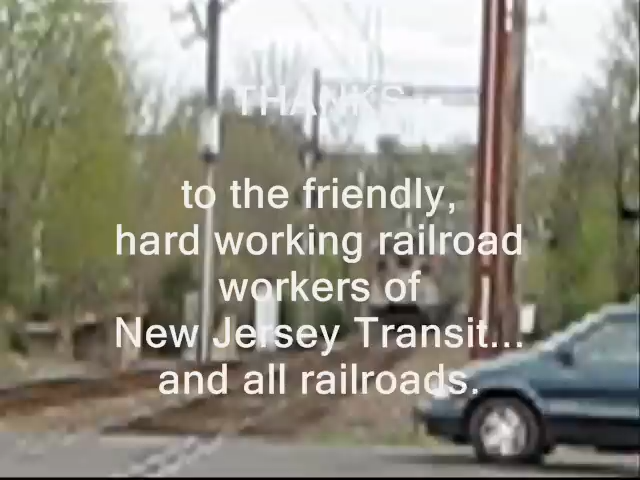 THANKS
to the friendly,
hard working railroad
workers of
New Jersey Transit...
and all railroads.